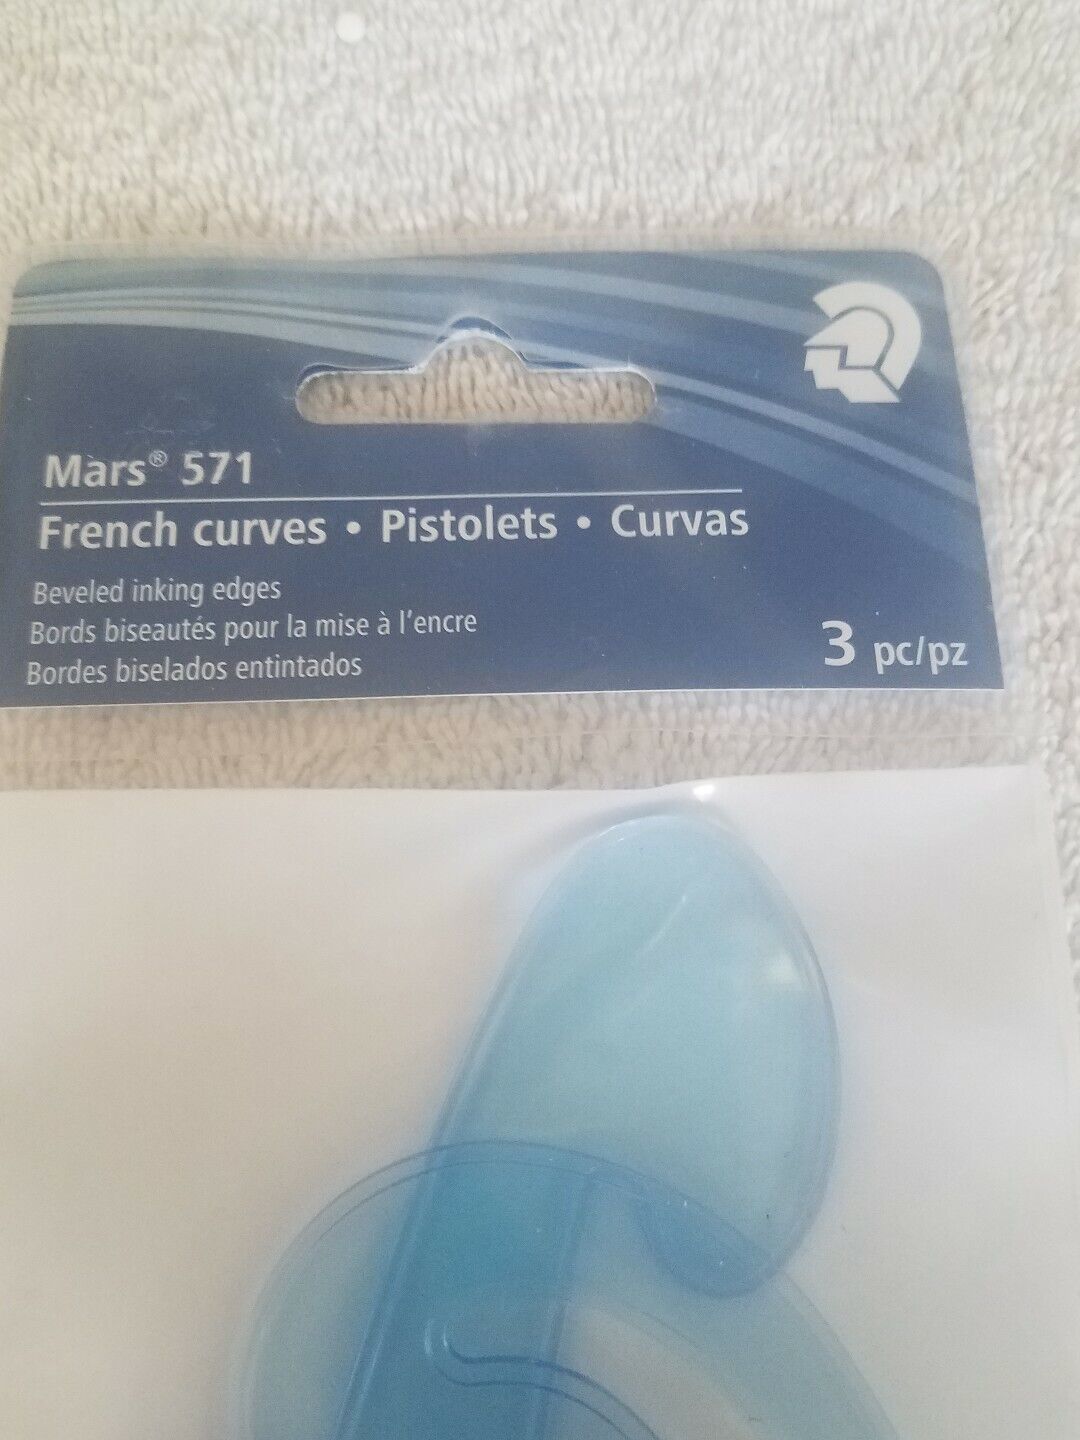 Mars® 571
French curves • Pistolets • Curvas
Beveled inking edges
Bords biseautés pour la mise à l'encre
Bordes biselados entintados
3 pc/pz